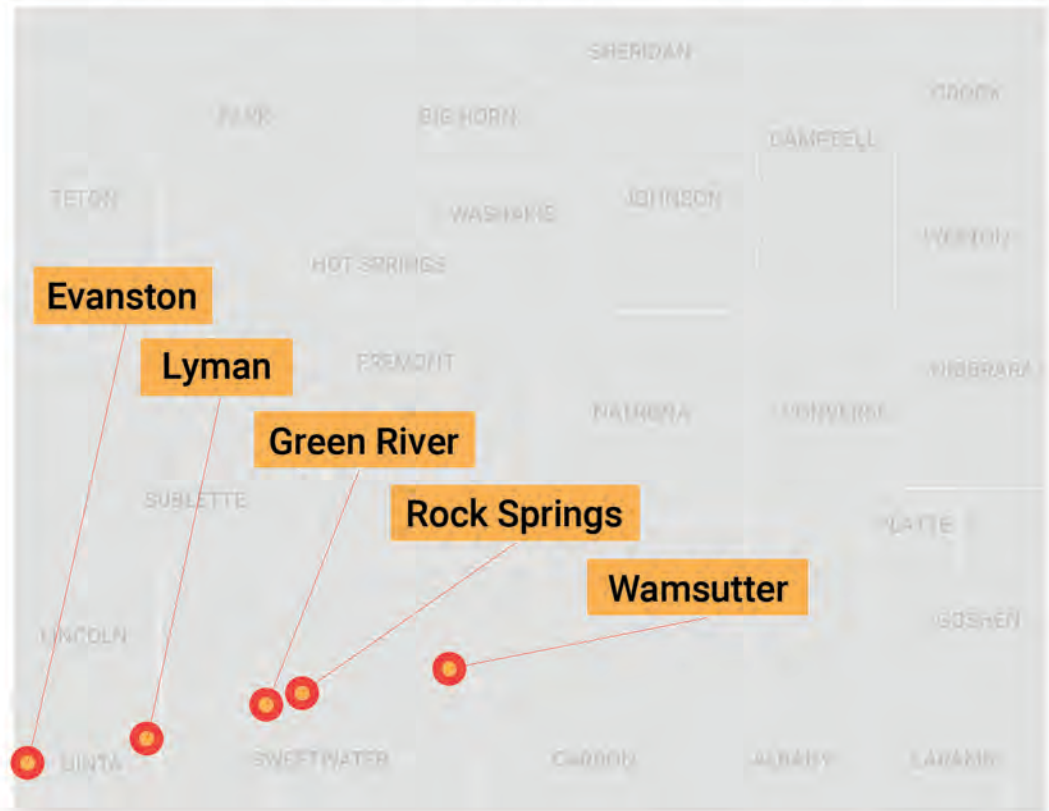 SHERIDAN
CROOK
PARK
BIG HORN
CAMPBELL
TETON
WASHAKIE
JOHNSON
WESTON
HOT SPRINGS
Evanston
Lyman
FREMONT
NIOBRARA
NATRONA
CONVERSE
Green River
SUBLETTE
Rock Springs
PLATTE
Wamsutter
GOSHEN
LINCOLN
UINTA
SWEETWATER
CARBON
ALBANY
LARAMIE